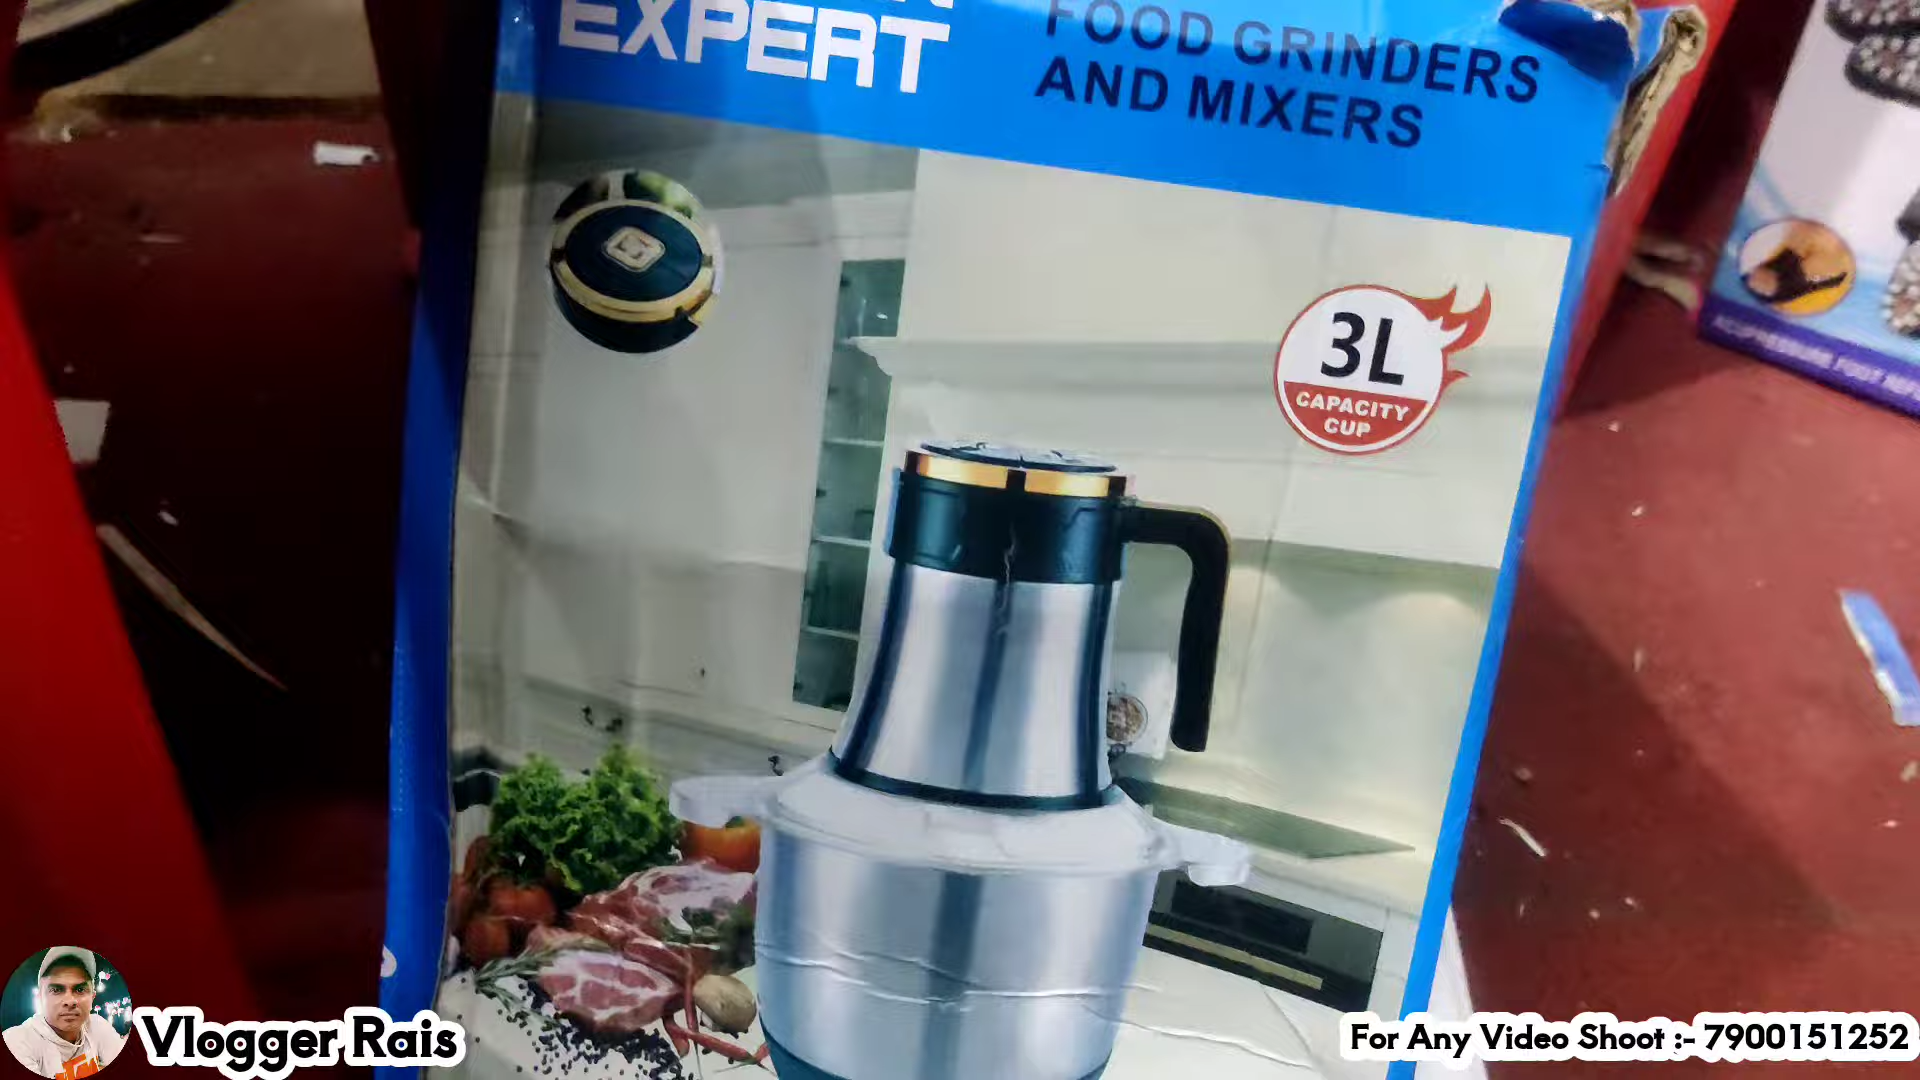 EXPERT
FOOD GRINDERS
AND MIXERS
3L
CAPACITY
CUP
Vlogger Rais
For Any Video Shoot :- 7900151252